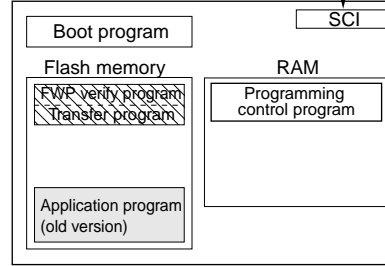 SCI
Boot program
Flash memory
RAM
FWP verify program
Transfer program
Programming
control program
Application program
(old version)